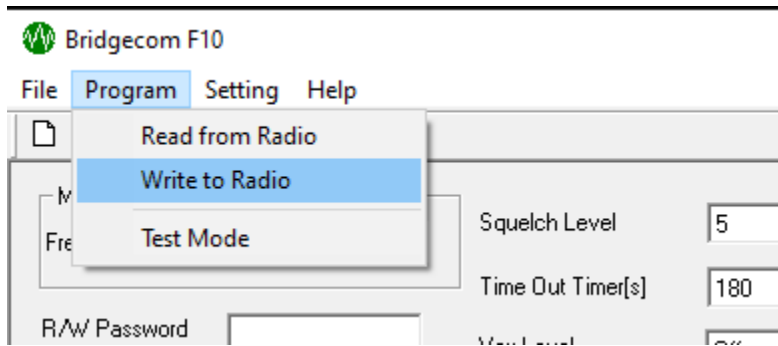 Bridgecom F10
File Program Setting Help
Read from Radio
Write to Radio
Test Mode
Squelch Level 5
Time Out Timer[s] 180
R/W Password